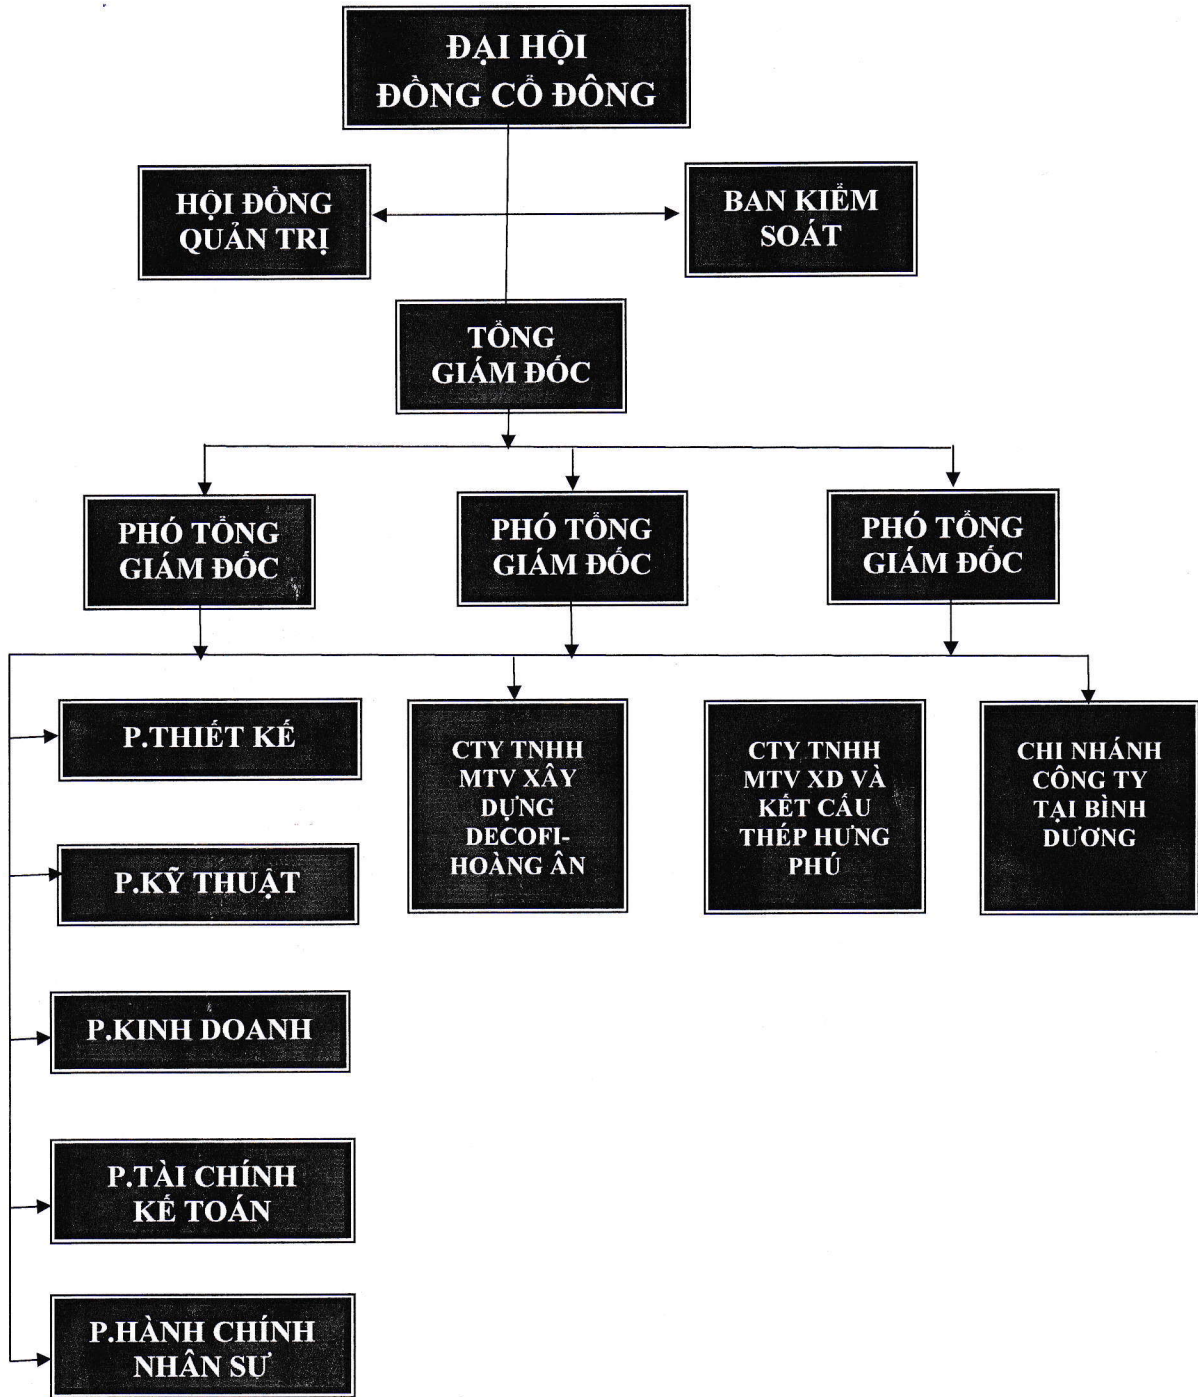 ĐẠI HỘI
ĐỒNG CỔ ĐÔNG
HỘI ĐỒNG
QUẢN TRỊ
BAN KIỂM
SOÁT
TỔNG
GIÁM ĐỐC
PHÓ TỔNG
GIÁM ĐỐC
PHÓ TỔNG
GIÁM ĐỐC
PHÓ TỔNG
GIÁM ĐỐC
P.THIẾT KẾ
P.KỸ THUẬT
P.KINH DOANH
P.TÀI CHÍNH
KẾ TOÁN
P.HÀNH CHÍNH
NHÂN SỰ
CTY TNHH
MTV XÂY
DỰNG
DECOFI-
HOÀNG ÂN
CTY TNHH
MTV XD VÀ
KẾT CẤU
THÉP HƯNG
PHÚ
CHI NHÁNH
CÔNG TY
TẠI BÌNH
DƯƠNG